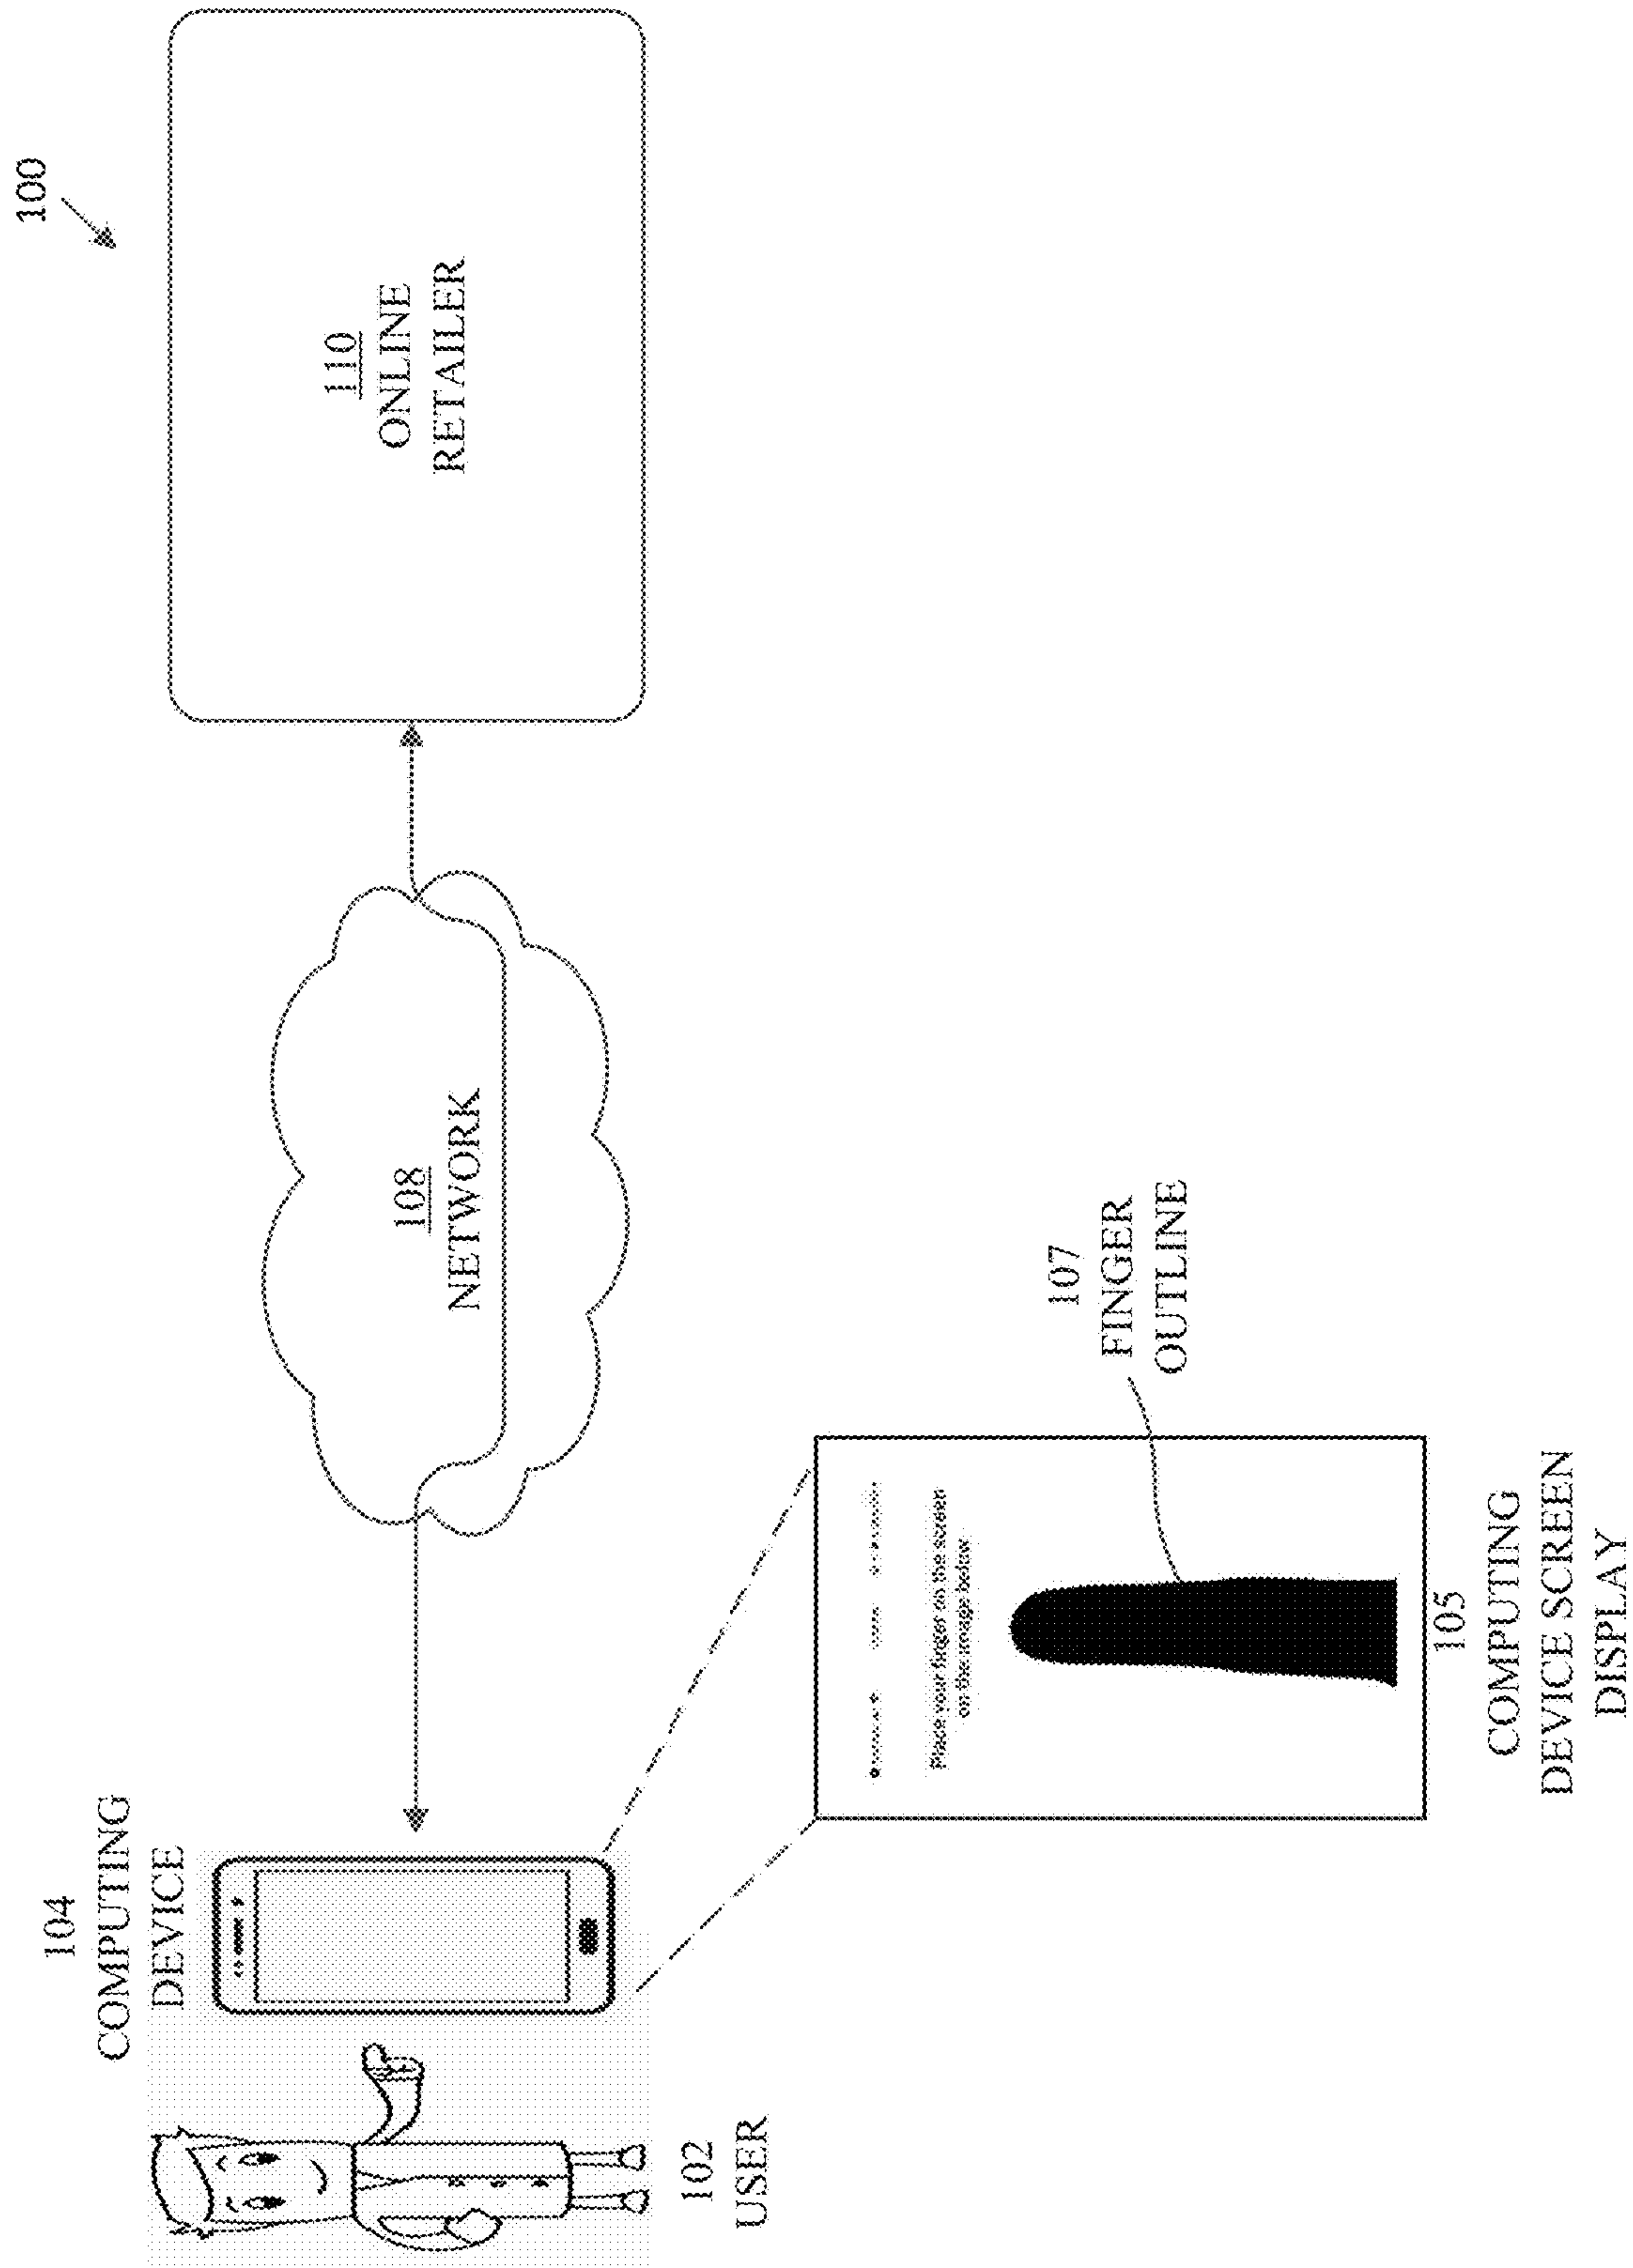 100
104
COMPUTING
DEVICE
102
USER
108
NETWORK
110
ONLINE
RETAILER
Place your finger on the screen
on the image below
107
FINGER
OUTLINE
105
COMPUTING
DEVICE SCREEN
DISPLAY